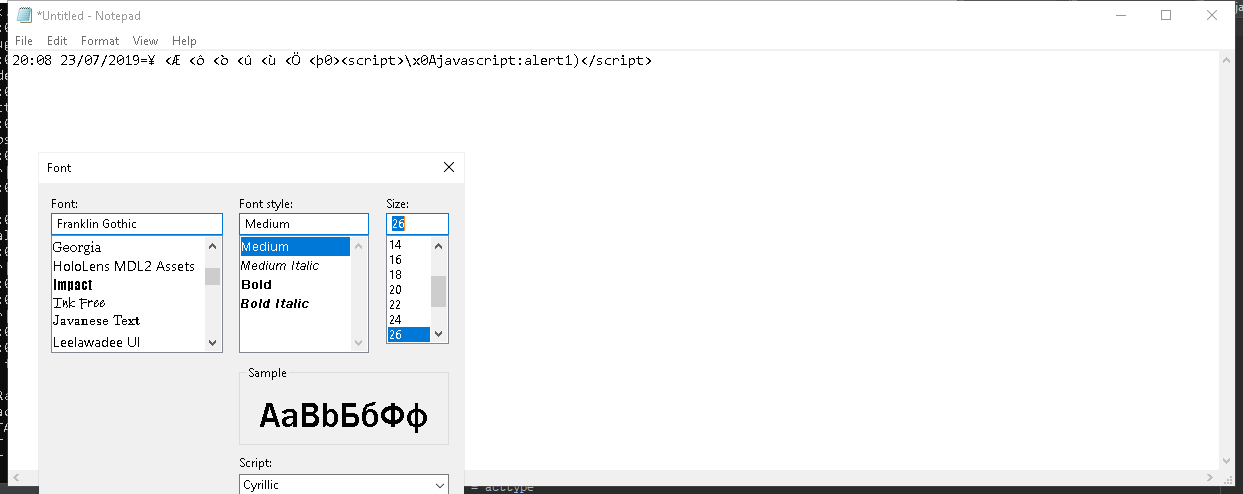 *Untitled - Notepad
File Edit Format View Help
20:08 23/07/2019=¥ <Æ <ô <ò <û <ù <Ö <þ0><script>\x0Ajavascript:alert1)</script>
Font
Font: Font style: Size:
Franklin Gothic Medium 26
Georgia
HoloLens MDL2 Assets
Impact
Ink Free
Javanese Text
Leelawadee UI
Medium
Medium Italic
Bold
Bold Italic
14
16
18
20
22
24
26
Sample
AaBbБбФф
Script:
Cyrillic
= acctype